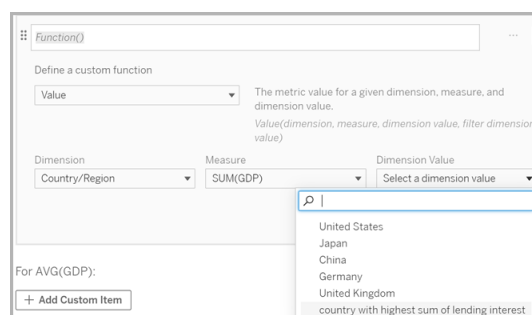 Function()
...
Define a custom function
Value
The metric value for a given dimension, measure, and
dimension value.
Value(dimension, measure, dimension value, filter dimension
value)
Dimension Measure Dimension Value
Country/Region SUM(GDP) Select a dimension value
United States
Japan
China
Germany
United Kingdom
country with highest sum of lending interest
For AVG(GDP):
+ Add Custom Item